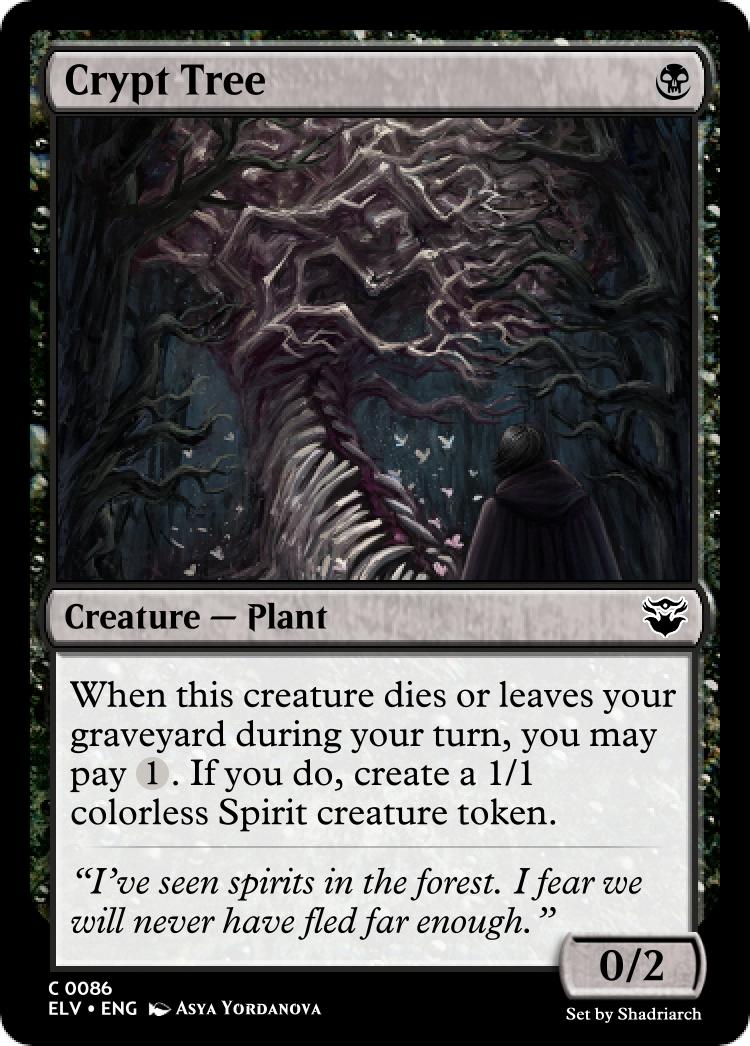 Crypt Tree
Creature — Plant
When this creature dies or leaves your
graveyard during your turn, you may
pay 1. If you do, create a 1/1
colorless Spirit creature token.
“I’ve seen spirits in the forest. I fear we
will never have fled far enough.”
0/2
C 0086
ELV • ENG Asya Yordanova
Set by Shadriarch